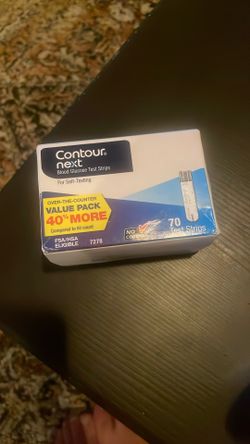 Contour®
next
Blood Glucose Test Strips
For Self-Testing
OVER-THE-COUNTER
VALUE PACK
40% MORE
Compared to 50 count
FSA/HSA
ELIGIBLE
7278
NO
70
Test Strips